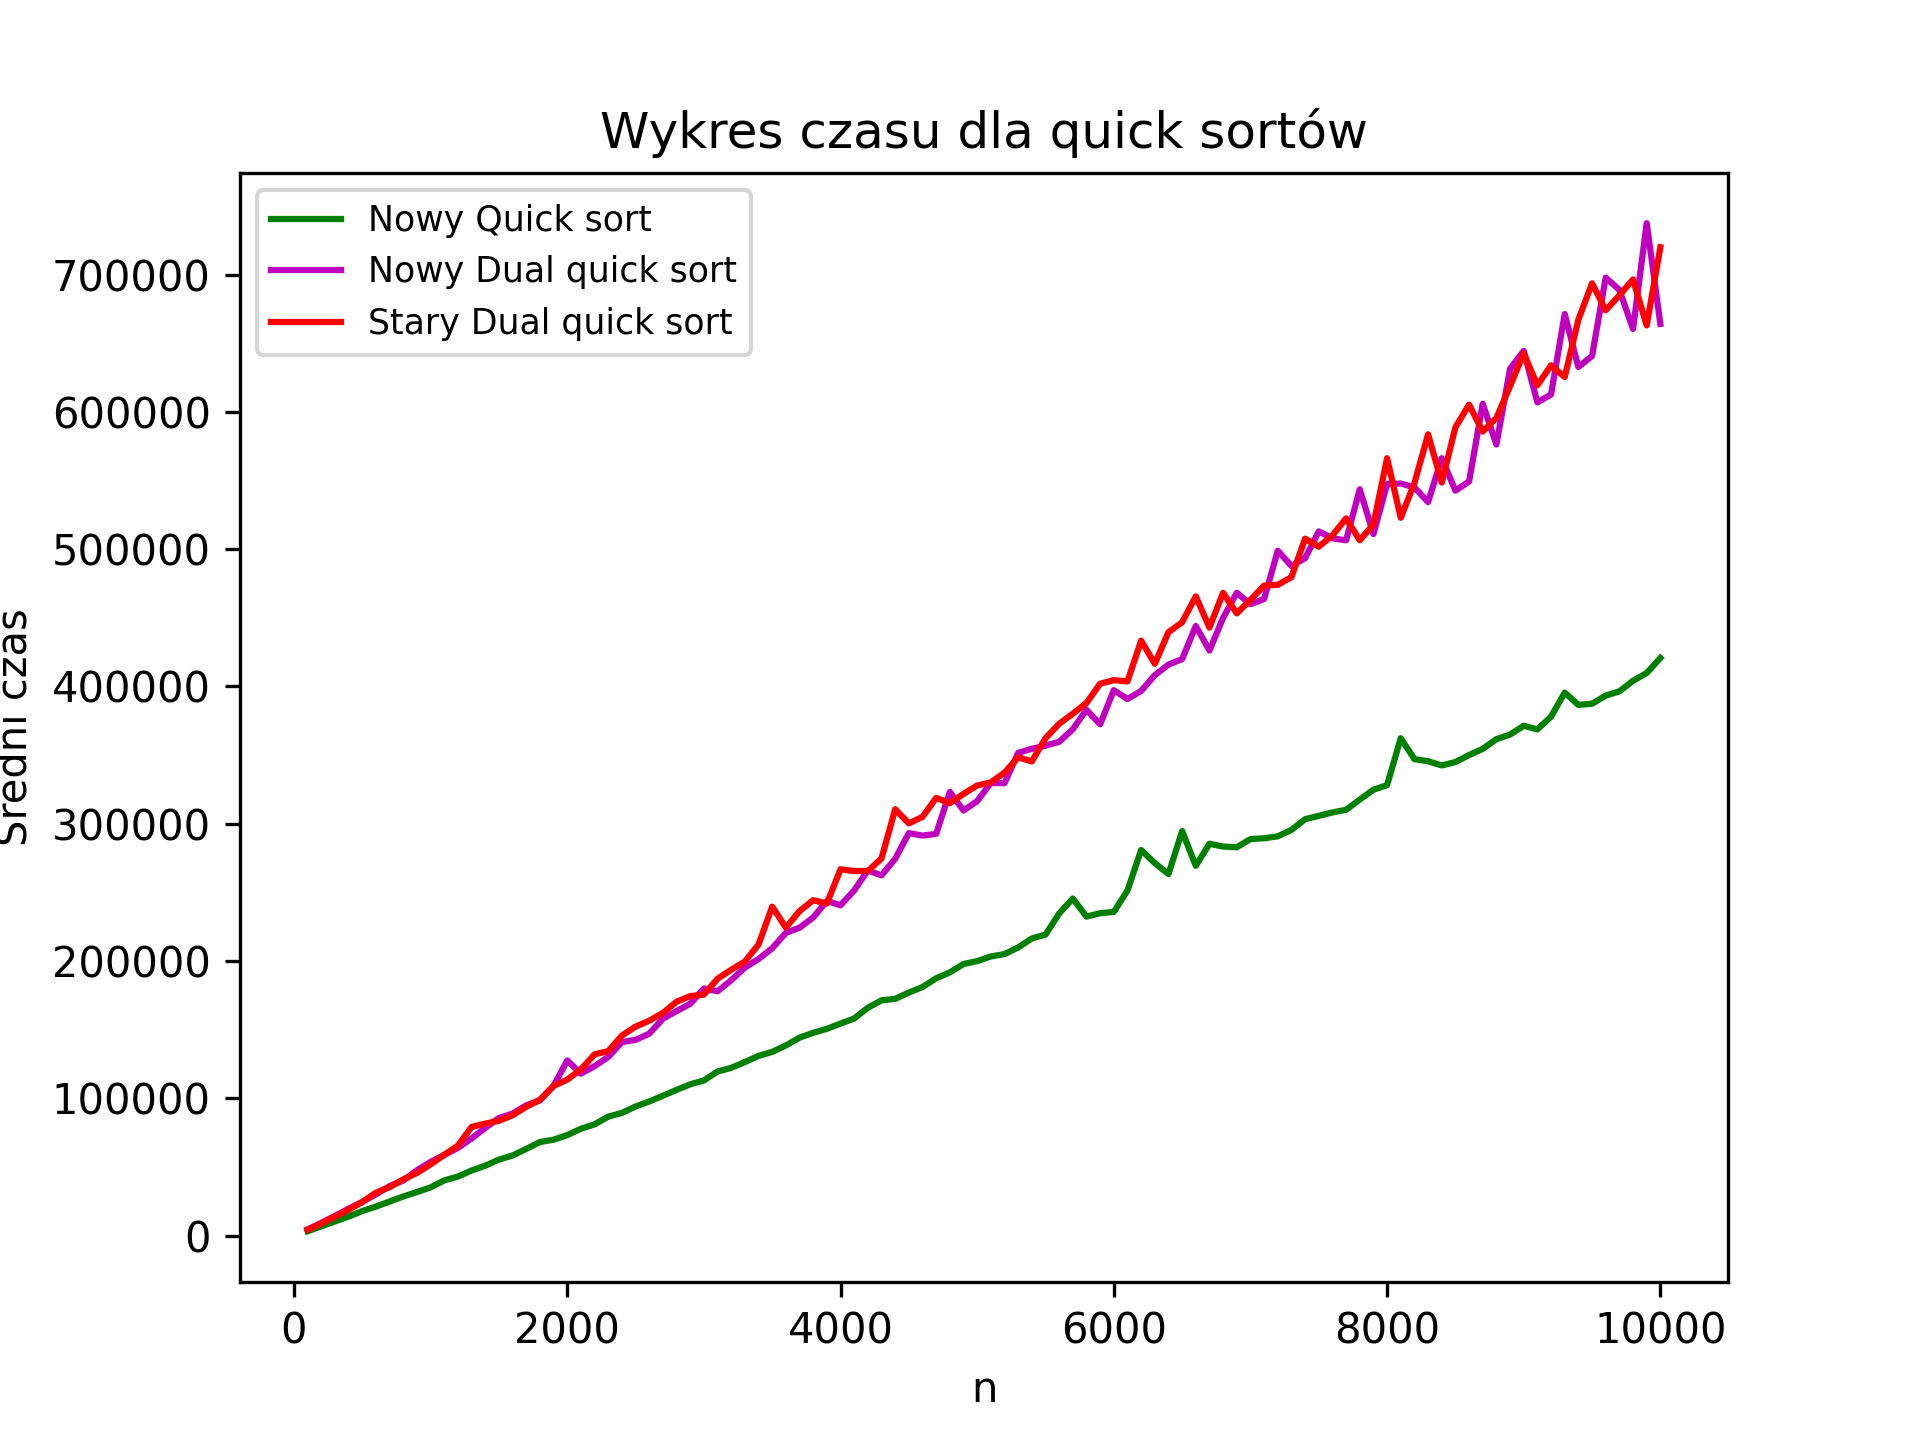 Wykres czasu dla quick sortów
Nowy Quick sort
Nowy Dual quick sort
Stary Dual quick sort
700000
600000
500000
400000
300000
200000
100000
0
Średni czas
0 2000 4000 6000 8000 10000
n